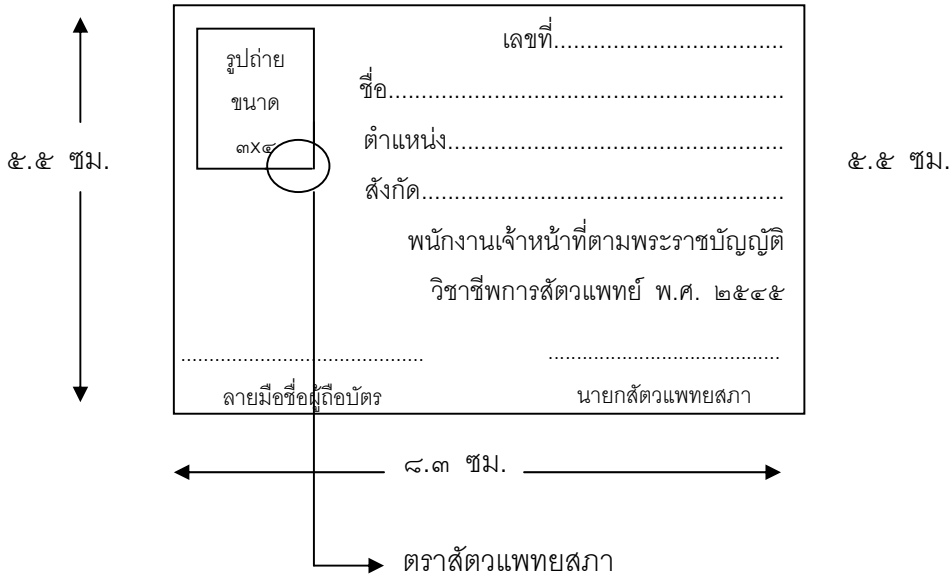 เลขที่.................................
รูปถ่าย
ขนาด
๓X๔
ชื่อ.........................................................
ตำแหน่ง................................................
สังกัด....................................................
๕.๕ ซม.
๕.๕ ซม.
พนักงานเจ้าหน้าที่ตามพระราชบัญญัติ
วิชาชีพการสัตวแพทย์ พ.ศ. ๒๕๔๕
........................................... .........................................
ลายมือชื่อผู้ถือบัตร นายกสัตวแพทยสภา
๘.๓ ซม.
ตราสัตวแพทยสภา